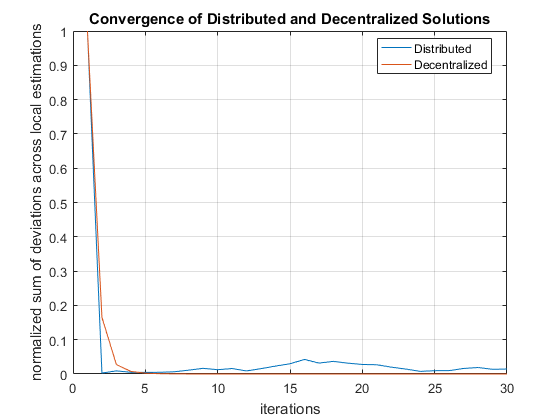 Convergence of Distributed and Decentralized Solutions
normalized sum of deviations across local estimations
1
0.9
0.8
0.7
0.6
0.5
0.4
0.3
0.2
0.1
0
Distributed
Decentralized
0 5 10 15 20 25 30
iterations